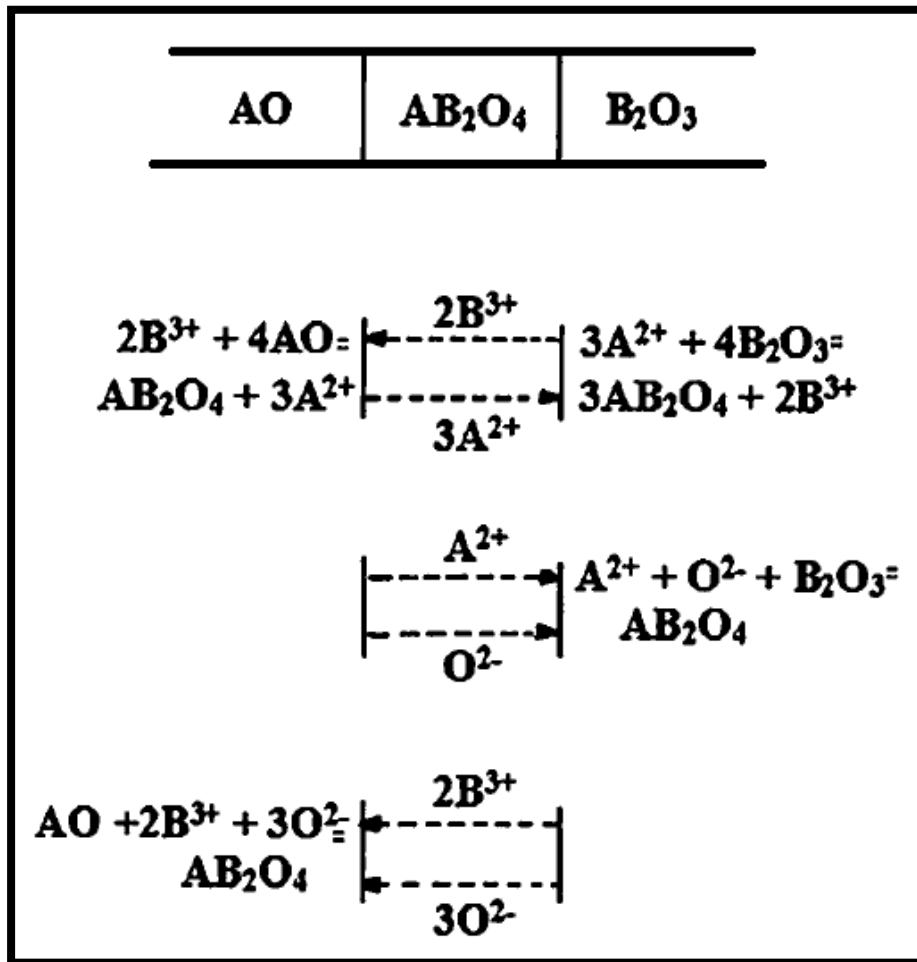 AO AB₂O₄ B₂O₃
2B³⁺
2B³⁺ + 4AO=
AB₂O₄ + 3A²⁺
3A²⁺ + 4B₂O₃=
3AB₂O₄ + 2B³⁺
3A²⁺
A²⁺
A²⁺ + O²⁻ + B₂O₃=
AB₂O₄
O²⁻
2B³⁺
AO +2B³⁺ + 3O²⁻=
AB₂O₄
3O²⁻